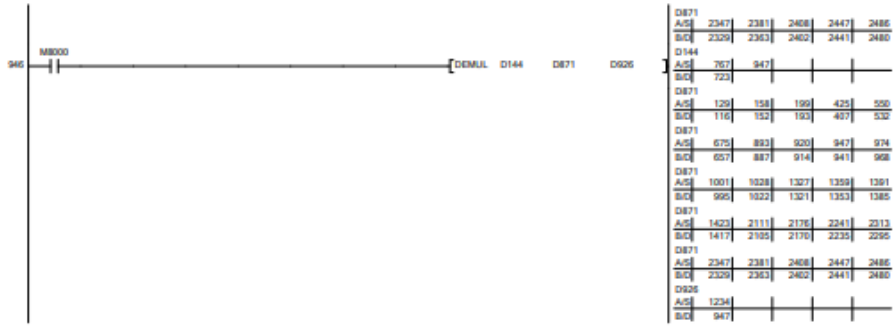 D871
A/S 2347 2381 2408 2447 2486
B/D 2329 2363 2402 2441 2480
M8000
946 DEMUL D144 D871 D926
D144
A/S 767 947
B/D 723
D871
A/S 129 158 199 425 550
B/D 116 152 193 407 532
D871
A/S 675 893 920 947 974
B/D 657 887 914 941 968
D871
A/S 1001 1028 1327 1359 1391
B/D 995 1022 1321 1353 1385
D871
A/S 1423 2111 2176 2241 2313
B/D 1417 2105 2170 2235 2295
D871
A/S 2347 2381 2408 2447 2486
B/D 2329 2363 2402 2441 2480
D926
A/S 1234
B/D 947